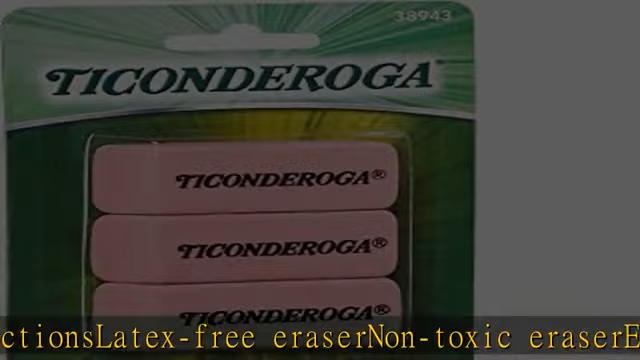 38943
TICONDEROGA
TICONDEROGA®
TICONDEROGA®
TICONDEROGA®
ctionsLatex-free eraserNon-toxic eraserE